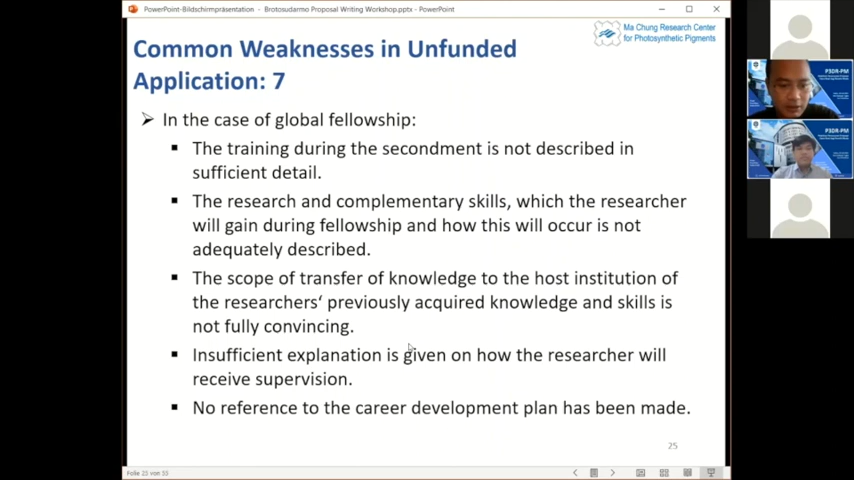 PowerPoint-Bildschirmpräsentation - Brotosudarmo Proposal Writing Workshop.pptx - PowerPoint
Ma Chung Research Center
for Photosynthetic Pigments
Common Weaknesses in Unfunded
Application: 7
In the case of global fellowship:
The training during the secondment is not described in
sufficient detail.
The research and complementary skills, which the researcher
will gain during fellowship and how this will occur is not
adequately described.
The scope of transfer of knowledge to the host institution of
the researchers‘ previously acquired knowledge and skills is
not fully convincing.
Insufficient explanation is given on how the researcher will
receive supervision.
No reference to the career development plan has been made.
25
Folie 25 von 35
P3DR-PM
P3DR-PM